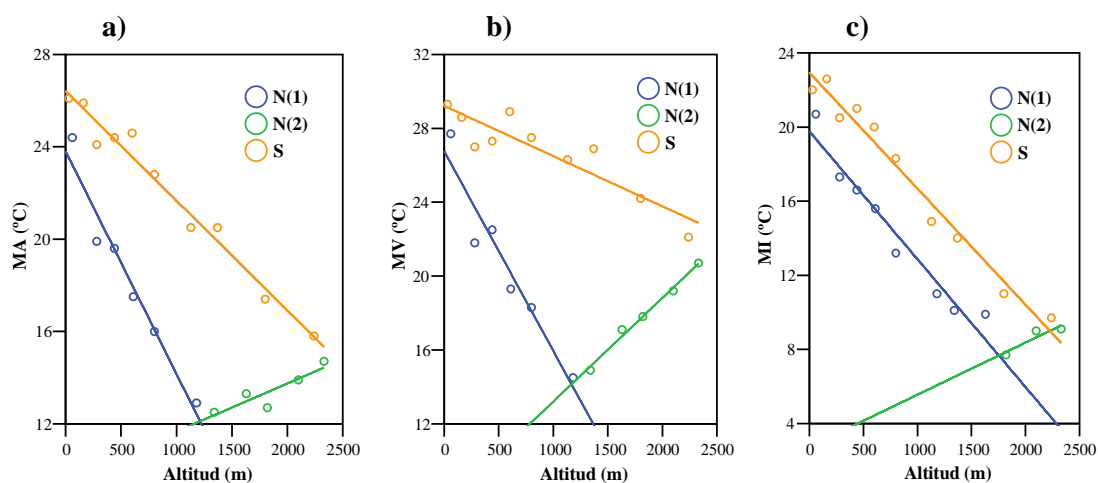 a)
28
24
20
16
12
MA (ºC)
0 500 1000 1500 2000 2500
Altitud (m)
N(1)
N(2)
S
b)
32
28
24
20
16
12
MV (ºC)
0 500 1000 1500 2000 2500
Altitud (m)
N(1)
N(2)
S
c)
24
20
16
12
8
4
MI (ºC)
0 500 1000 1500 2000 2500
Altitud (m)
N(1)
N(2)
S